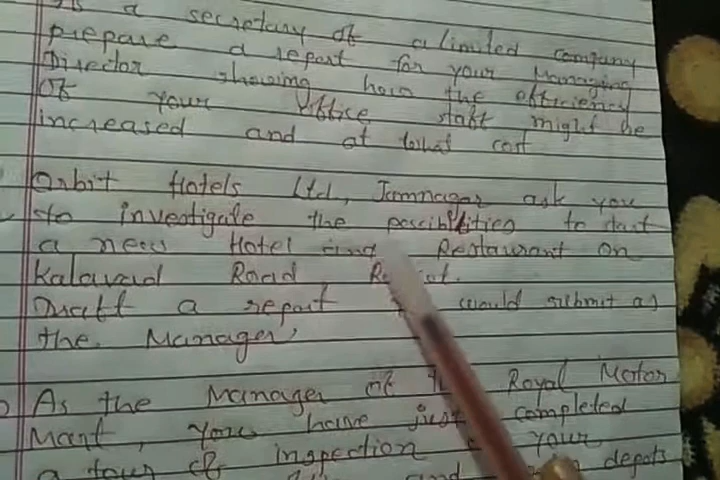 a secretary of a limited company
prepare a report for your Managing
Director showing how the efficiency
of your office staff might be
increased and at what cost
Orbit Hotels Ltd, Jamnagar ask you
to investigate the to
a new Hotel and Restaurant on
Kalavad Road
Draft a report would submit as
the Manager,
As the Manager of Royal Motor
Mart, you have just completed
a tour of inspection your
and depots